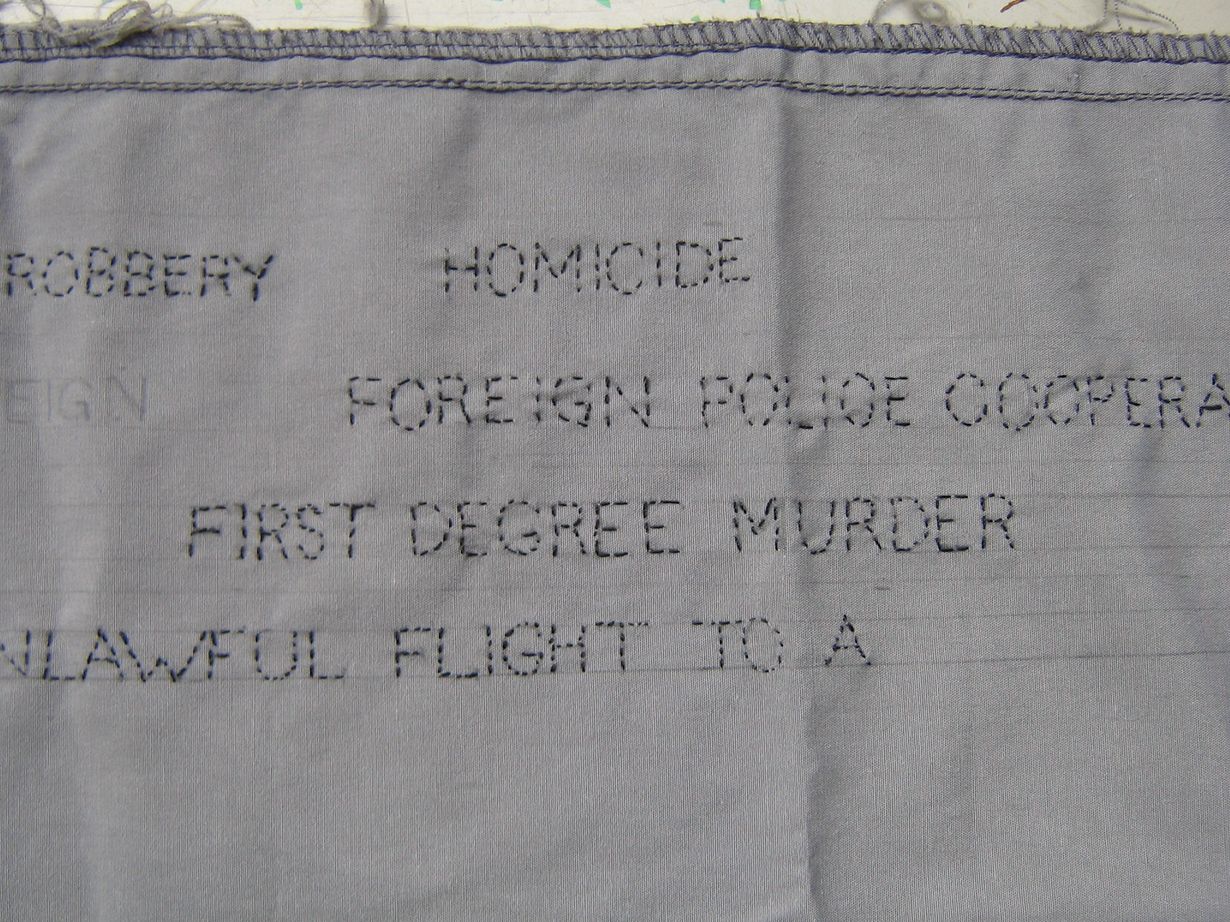 ROBBERY HOMICIDE
EIGN FOREIGN POLICE COOPERA
FIRST DEGREE MURDER
NLAWFUL FLIGHT TO A